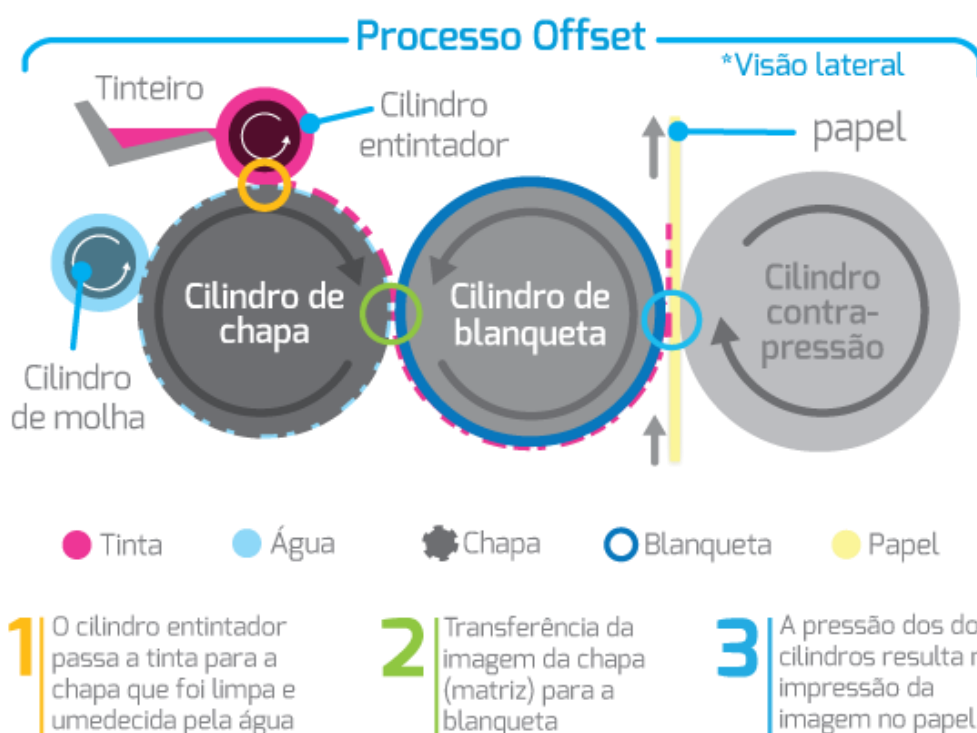 Processo Offset
*Visão lateral
Tinteiro
Cilindro
entintador
papel
Cilindro de
chapa
Cilindro de
blanqueta
Cilindro
contra-
pressão
Cilindro
de molha
Tinta
Água
Chapa
Blanqueta
Papel
1
O cilindro entintador
passa a tinta para a
chapa que foi limpa e
umedecida pela água
2
Transferência da
imagem da chapa
(matriz) para a
blanqueta
3
A pressão dos do
cilindros resulta n
impressão da
imagem no papel